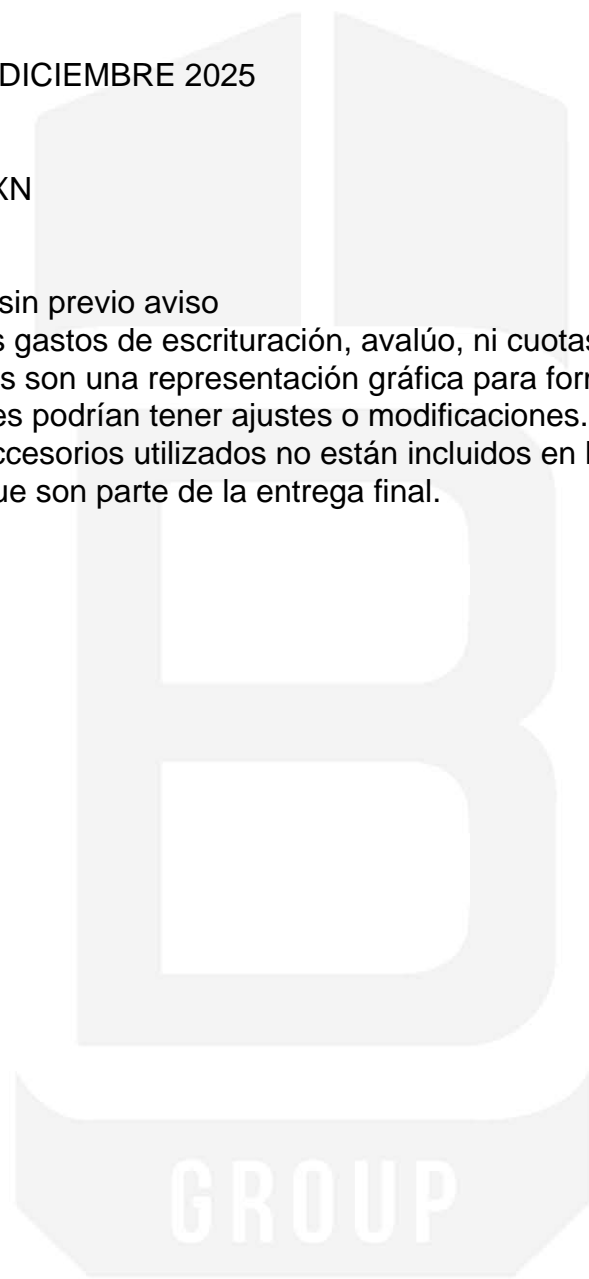 DICIEMBRE 2025
XN
sin previo aviso
s gastos de escrituración, avalúo, ni cuotas
s son una representación gráfica para for
es podrían tener ajustes o modificaciones.
ccesorios utilizados no están incluidos en
ue son parte de la entrega final.
GROUP